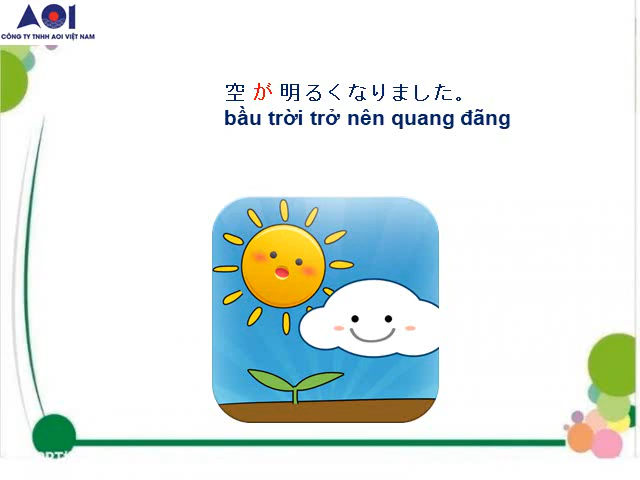 AOI
CÔNG TY TNHH AOI VIỆT NAM
空 が 明るくなりました。
bầu trời trở nên quang đãng